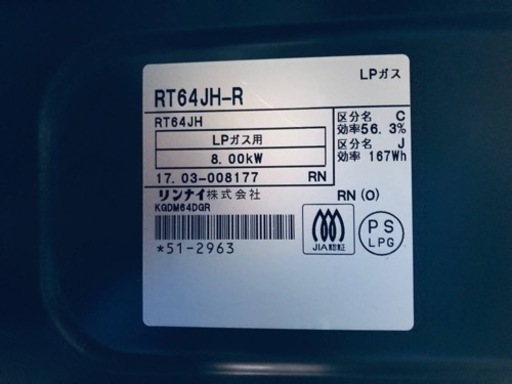 LPガス
RT64JH-R
RT64JH
LPガス用
8.00kW
17.03-008177 RN
区分名 C
効率56.3%
区分名 J
効率 167Wh
リンナイ株式会社
RN(O)
KGDM64DGR
*51-2963
JIA認証
PS
LPG